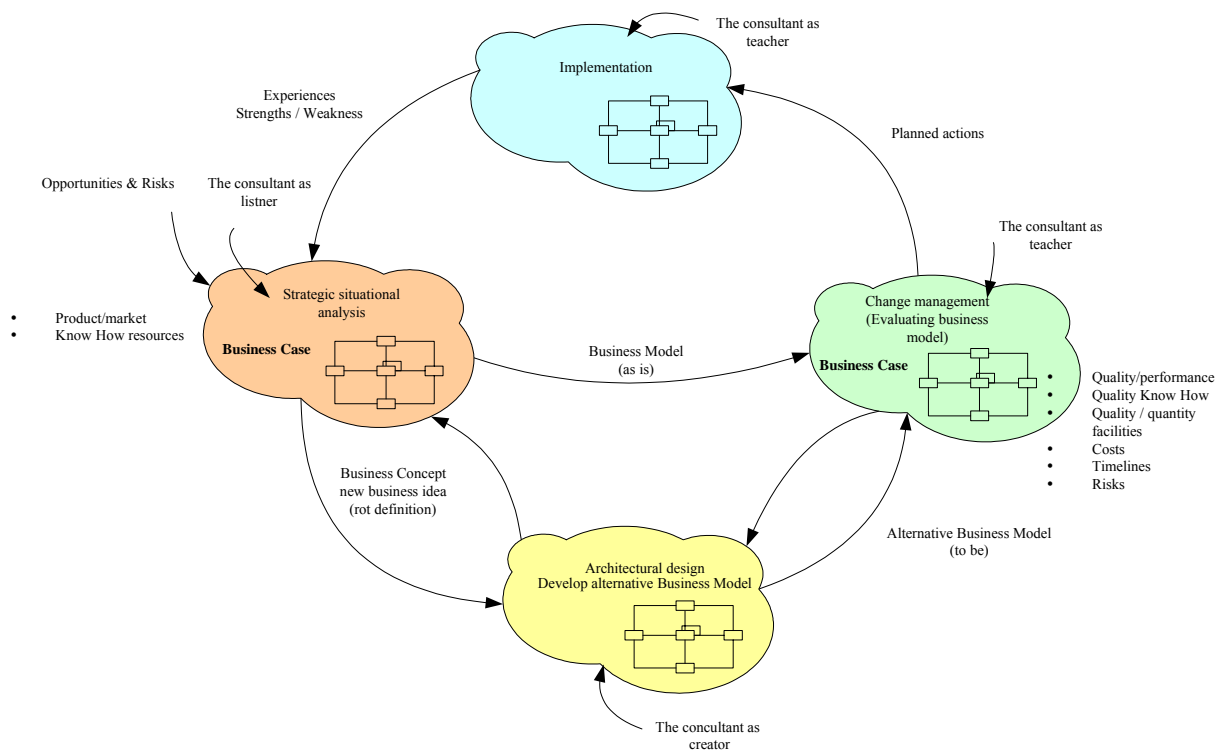 The consultant as
teacher
Implementation
Experiences
Strengths / Weakness
Planned actions
Opportunities & Risks
The consultant as
listner
The consultant as
teacher
Strategic situational
analysis
Business Case
• Product/market
• Know How resources
Change management
(Evaluating business
model)
Business Case
Business Model
(as is)
• Quality/performance
• Quality Know How
• Quality / quantity
facilities
• Costs
• Timelines
• Risks
Business Concept
new business idea
(rot definition)
Alternative Business Model
(to be)
Architectural design
Develop alternative Business Model
The concultant as
creator